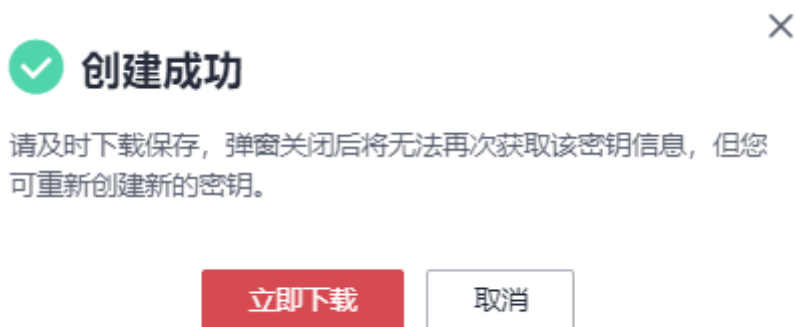 创建成功
请及时下载保存，弹窗关闭后将无法再次获取该密钥信息，但您
可重新创建新的密钥。
立即下载
取消